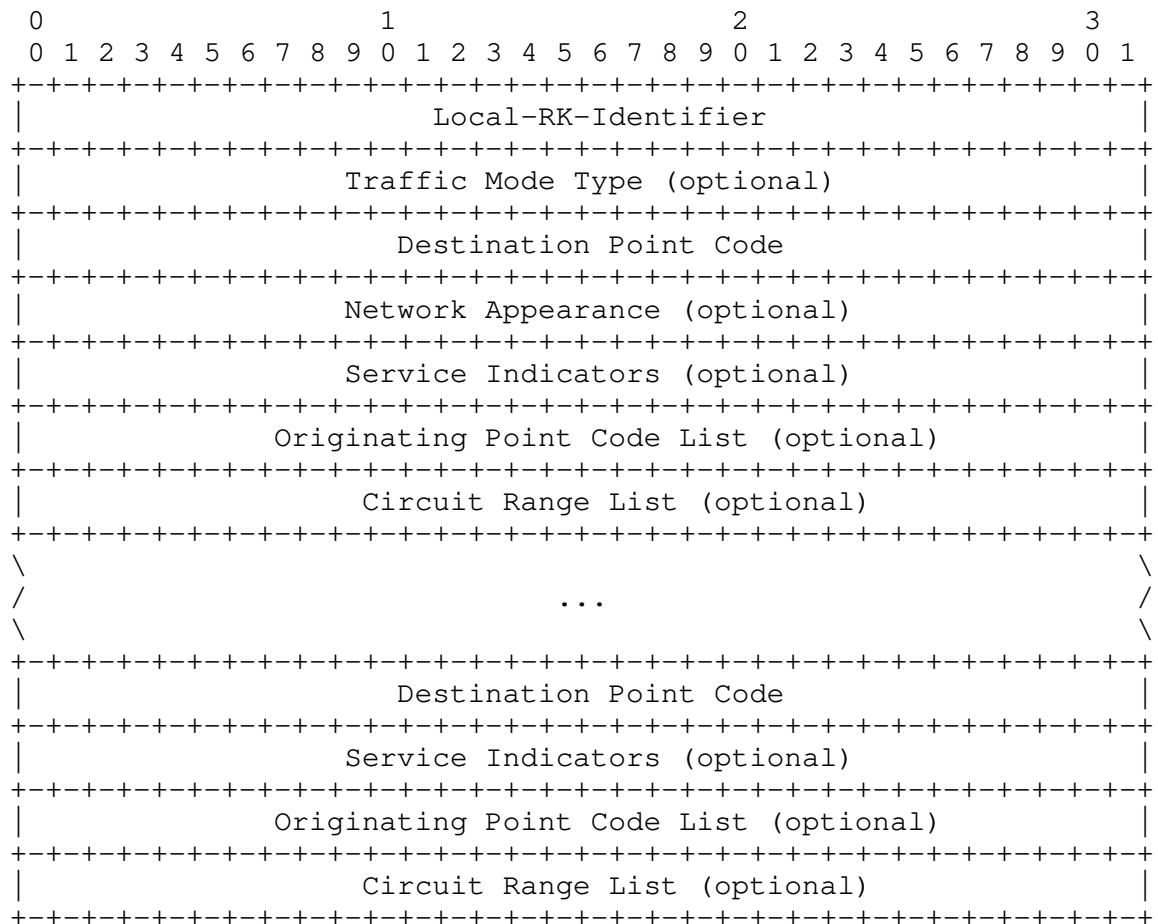 0                   1                   2                   3
 0 1 2 3 4 5 6 7 8 9 0 1 2 3 4 5 6 7 8 9 0 1 2 3 4 5 6 7 8 9 0 1
+-+-+-+-+-+-+-+-+-+-+-+-+-+-+-+-+-+-+-+-+-+-+-+-+-+-+-+-+-+-+-+-+
|                       Local-RK-Identifier                     |
+-+-+-+-+-+-+-+-+-+-+-+-+-+-+-+-+-+-+-+-+-+-+-+-+-+-+-+-+-+-+-+-+
|                  Traffic Mode Type (optional)                 |
+-+-+-+-+-+-+-+-+-+-+-+-+-+-+-+-+-+-+-+-+-+-+-+-+-+-+-+-+-+-+-+-+
|                     Destination Point Code                    |
+-+-+-+-+-+-+-+-+-+-+-+-+-+-+-+-+-+-+-+-+-+-+-+-+-+-+-+-+-+-+-+-+
|                  Network Appearance (optional)                |
+-+-+-+-+-+-+-+-+-+-+-+-+-+-+-+-+-+-+-+-+-+-+-+-+-+-+-+-+-+-+-+-+
|                  Service Indicators (optional)                |
+-+-+-+-+-+-+-+-+-+-+-+-+-+-+-+-+-+-+-+-+-+-+-+-+-+-+-+-+-+-+-+-+
|              Originating Point Code List (optional)           |
+-+-+-+-+-+-+-+-+-+-+-+-+-+-+-+-+-+-+-+-+-+-+-+-+-+-+-+-+-+-+-+-+
|                   Circuit Range List (optional)               |
+-+-+-+-+-+-+-+-+-+-+-+-+-+-+-+-+-+-+-+-+-+-+-+-+-+-+-+-+-+-+-+-+
\                                                               \
/                              ...                              /
\                                                               \
+-+-+-+-+-+-+-+-+-+-+-+-+-+-+-+-+-+-+-+-+-+-+-+-+-+-+-+-+-+-+-+-+
|                     Destination Point Code                    |
+-+-+-+-+-+-+-+-+-+-+-+-+-+-+-+-+-+-+-+-+-+-+-+-+-+-+-+-+-+-+-+-+
|                  Service Indicators (optional)                |
+-+-+-+-+-+-+-+-+-+-+-+-+-+-+-+-+-+-+-+-+-+-+-+-+-+-+-+-+-+-+-+-+
|              Originating Point Code List (optional)           |
+-+-+-+-+-+-+-+-+-+-+-+-+-+-+-+-+-+-+-+-+-+-+-+-+-+-+-+-+-+-+-+-+
|                   Circuit Range List (optional)               |
+-+-+-+-+-+-+-+-+-+-+-+-+-+-+-+-+-+-+-+-+-+-+-+-+-+-+-+-+-+-+-+-+